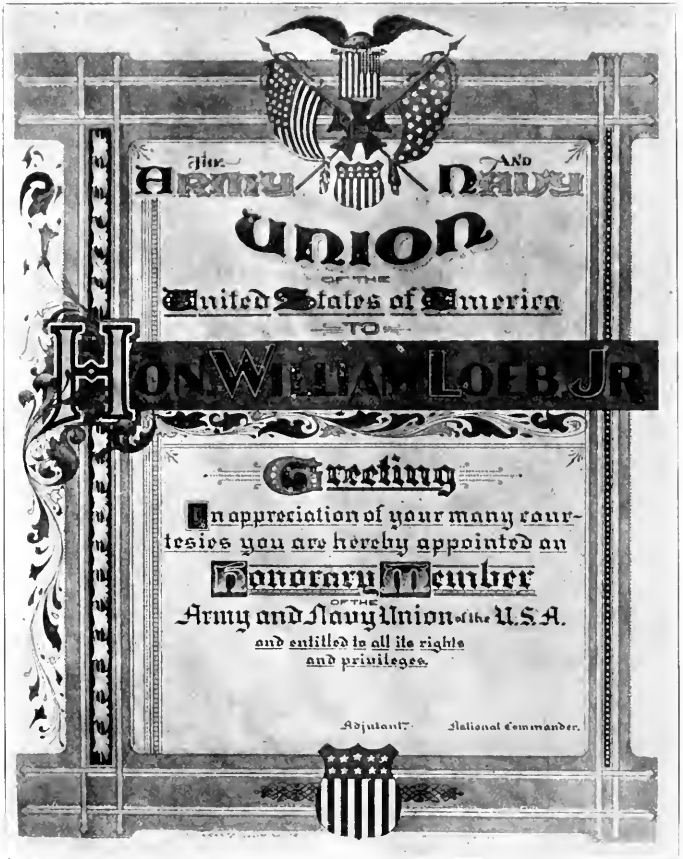 The Army and Navy
Union
of the
United States of America
to
Hon. William Loeb Jr
Greeting
In appreciation of your many cour-
tesies you are hereby appointed an
Honorary Member
of the
Army and Navy Union of the U.S.A.
and entitled to all its rights
and privileges.
Adjutant. National Commander.